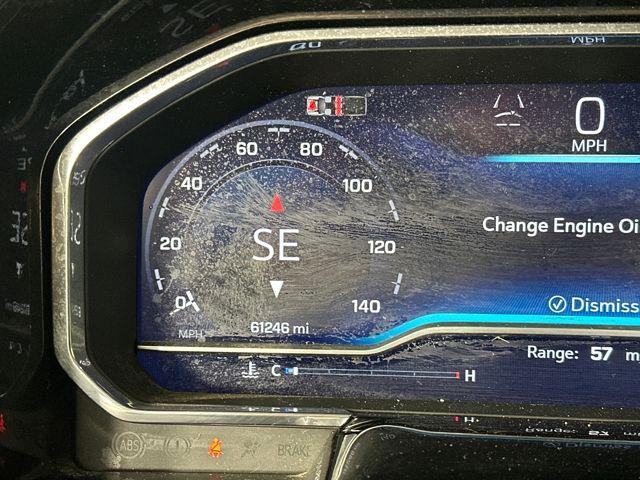 0
MPH
60 80
40 100
20 120
0 140
SE
MPH
61246 mi
Change Engine Oi
Dismiss
Range: 57 m
C H
ABS
BRAKE